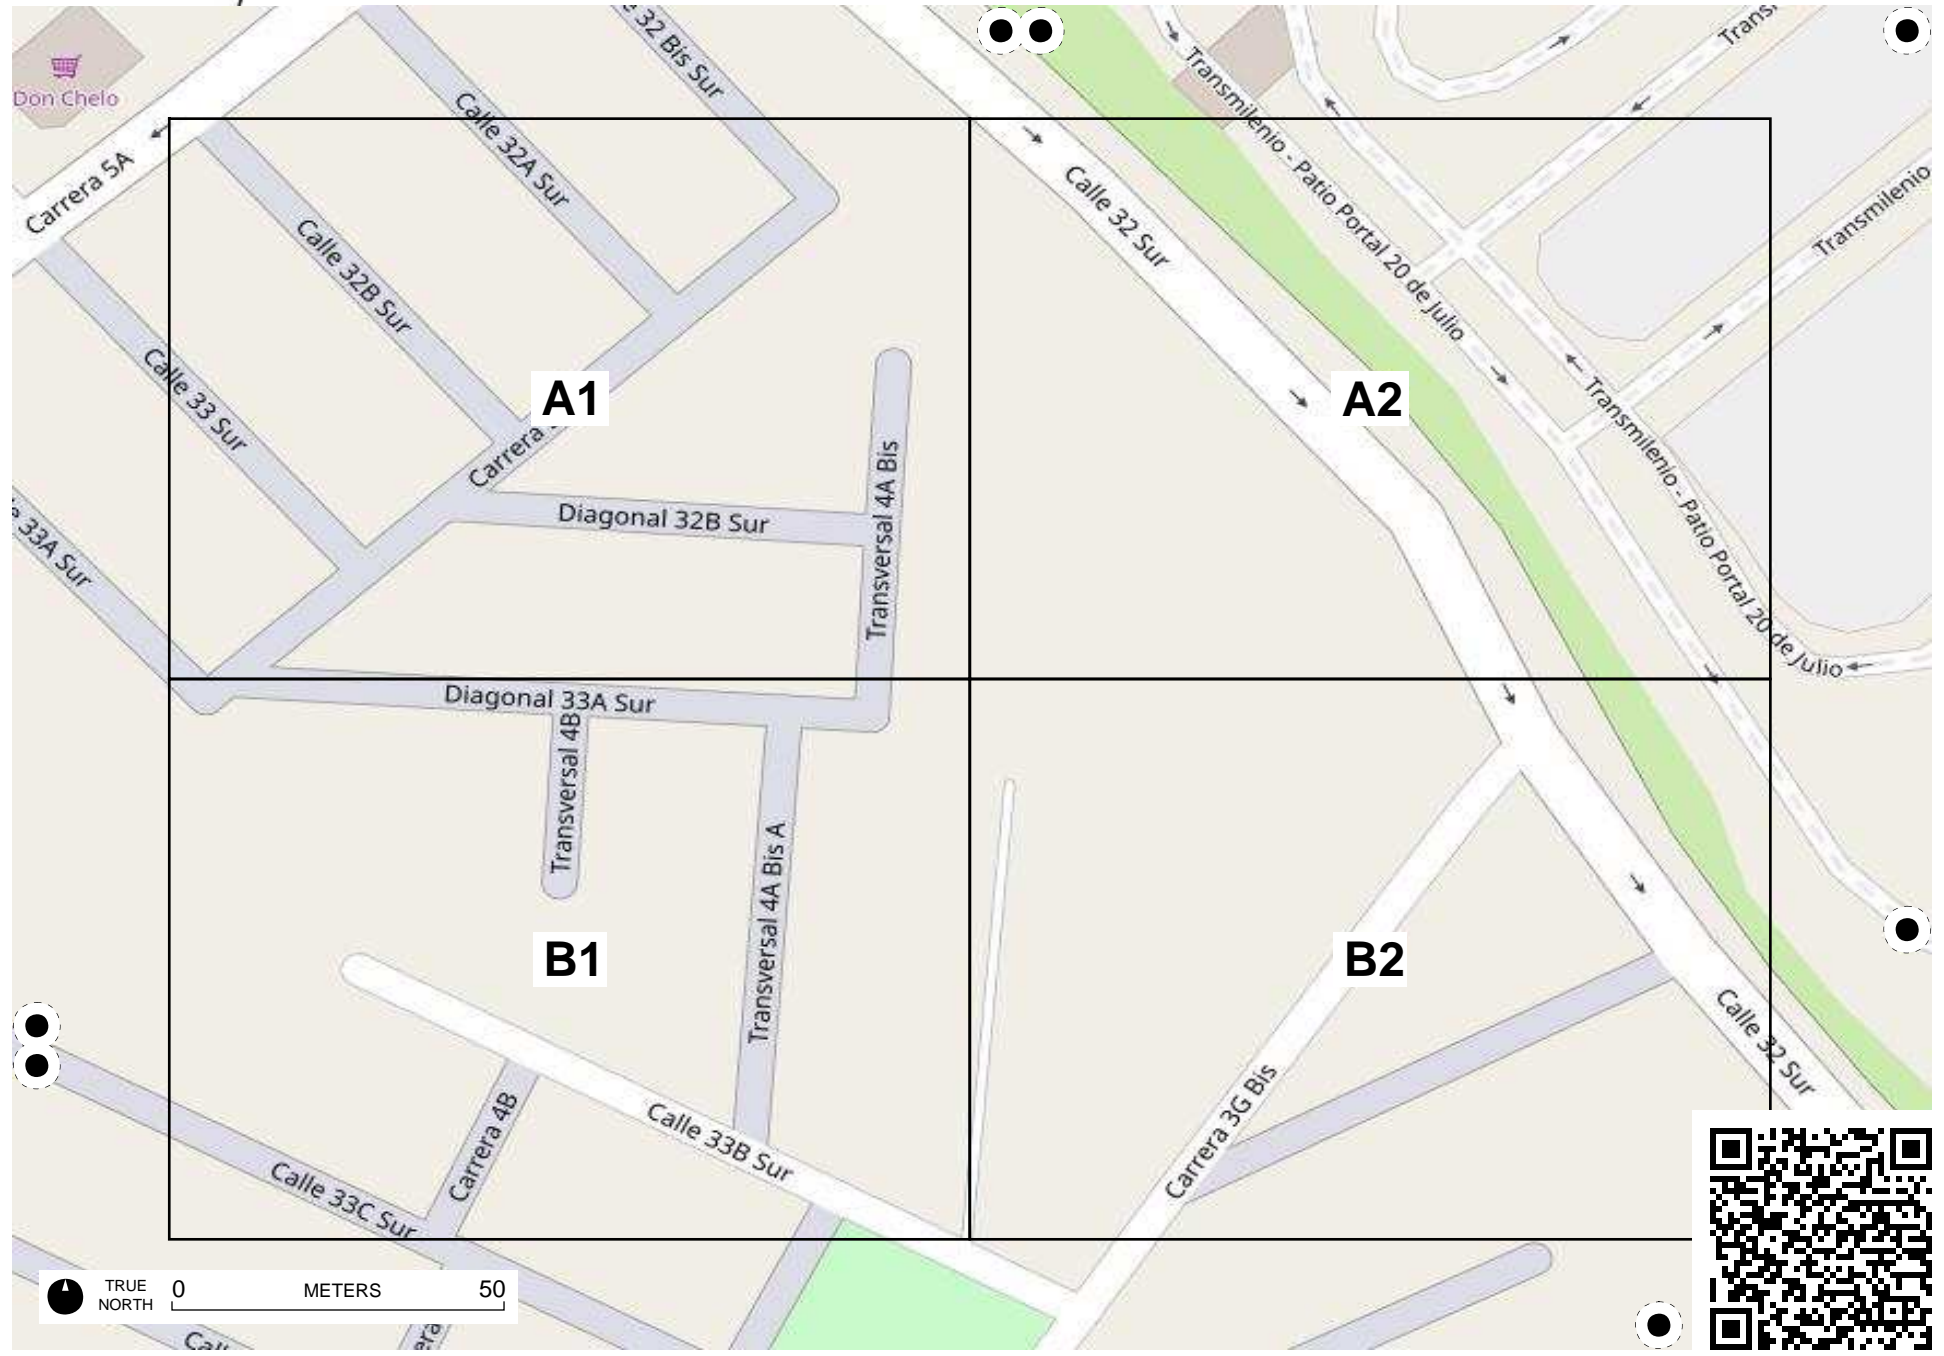 32 Bis Sur
Transmilenio - Patio Portal 20 de Julio
Don Chelo
Calle 32A Sur
Carrera 5A
Calle 32 Sur
Transmilenio
Calle 32B Sur
Calle 33 Sur
A1
A2
Carrera
Transmilenio - Patio Portal 20 de Julio
33A Sur
Diagonal 32B Sur
Transversal 4A Bis
Diagonal 33A Sur
Transversal 4B
Transversal 4A Bis A
B1
B2
Calle 32 Sur
Carrera 4B
Calle 33B Sur
Carrera 3G Bis
Calle 33C Sur
TRUE
NORTH
0 METERS 50